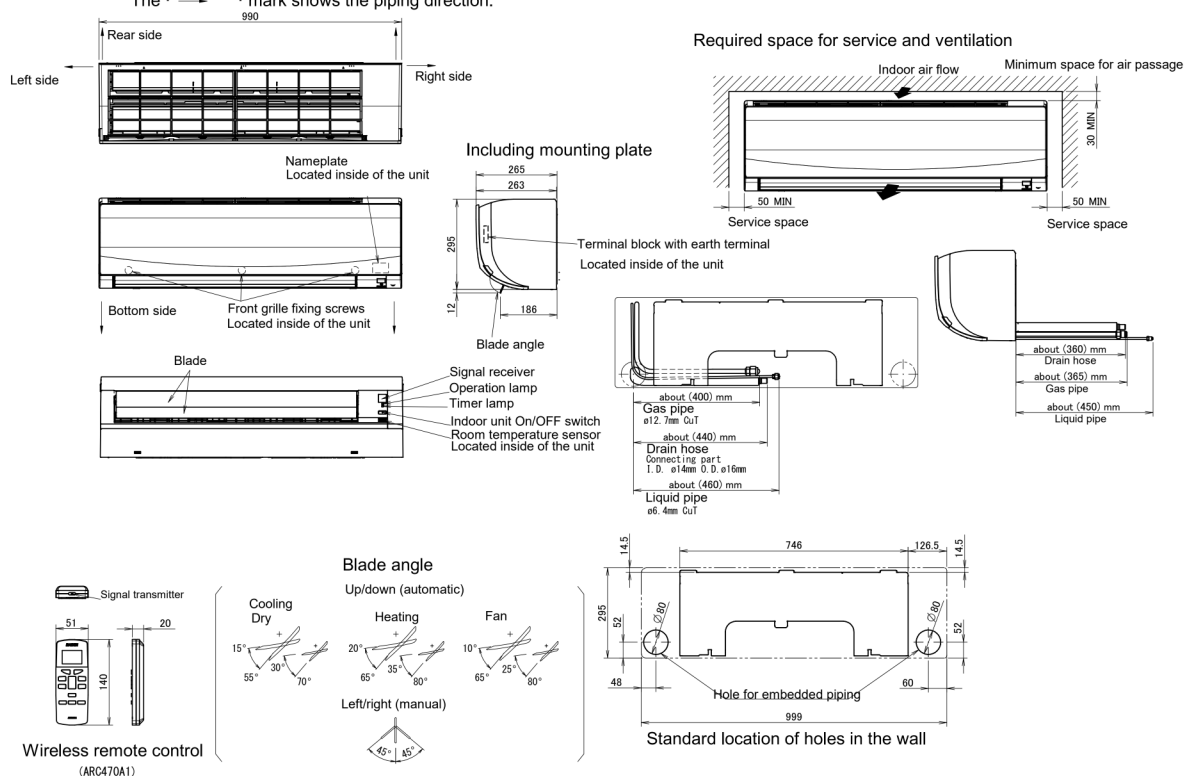 The mark shows the piping direction.
990
Rear side
Left side
Right side
Nameplate
Located inside of the unit
Bottom side
Front grille fixing screws
Located inside of the unit
Including mounting plate
265
263
295
12
186
Blade angle
Terminal block with earth terminal
Located inside of the unit
Required space for service and ventilation
Indoor air flow
Minimum space for air passage
30 MIN
50 MIN
50 MIN
Service space
Service space
Blade
Signal receiver
Operation lamp
Timer lamp
Indoor unit On/OFF switch
Room temperature sensor
Located inside of the unit
about (400) mm
Gas pipe
ø12.7mm CuT
about (440) mm
Drain hose
Connecting part
I.D. ø14mm O.D.ø16mm
about (460) mm
Liquid pipe
ø6.4mm CuT
about (360) mm
Drain hose
about (365) mm
Gas pipe
about (450) mm
Liquid pipe
Signal transmitter
51
20
140
Wireless remote control
(ARC470A1)
Blade angle
Up/down (automatic)
Cooling
Dry
15°
55°
30°
70°
Heating
20°
65°
35°
80°
Fan
10°
65°
25°
80°
Left/right (manual)
45° 45°
14.5
746
126.5
14.5
295
52
Ø80
Ø80
52
48
Hole for embedded piping
60
999
Standard location of holes in the wall